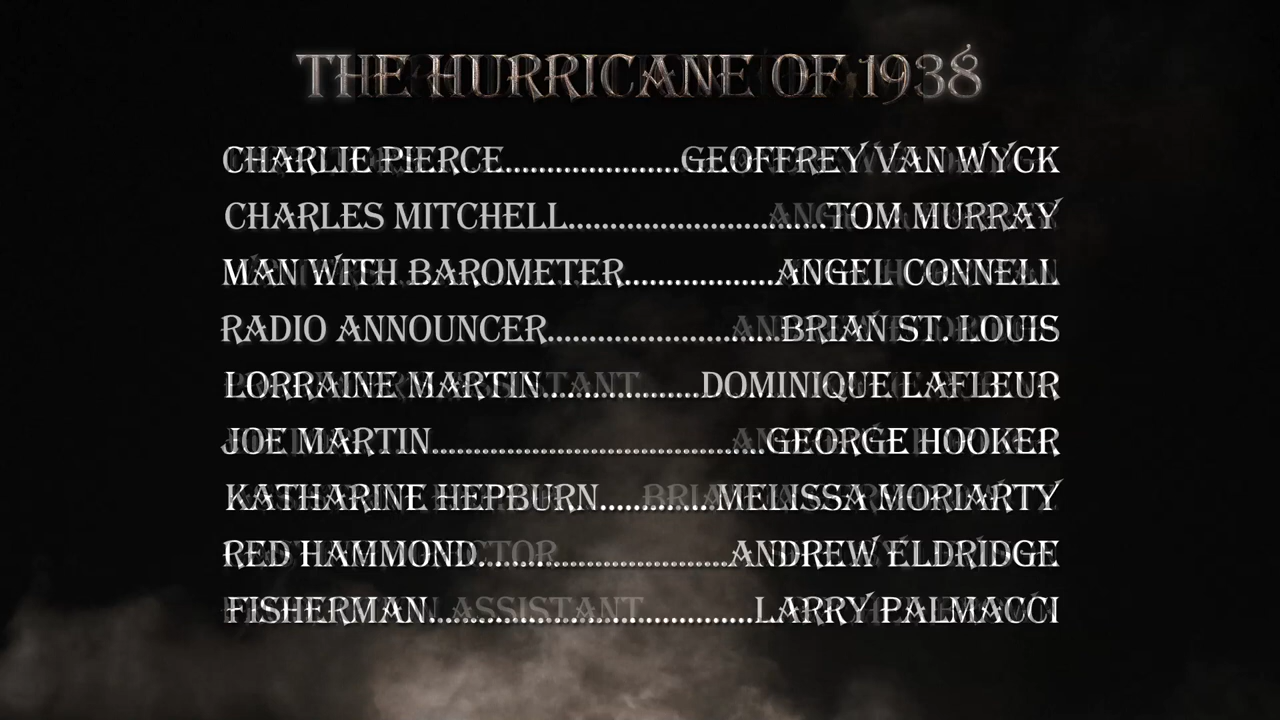 THE HURRICANE OF 1938
CHARLIE PIERCE.....................GEOFFREY VAN WYCK
CHARLES MITCHELL...............................TOM MURRAY
MAN WITH BAROMETER..................ANGEL CONNELL
RADIO ANNOUNCER............................BRIAN ST. LOUIS
LORRAINE MARTIN...................DOMINIQUE LAFLEUR
JOE MARTIN........................................GEORGE HOOKER
KATHARINE HEPBURN..............MELISSA MORIARTY
RED HAMMOND..............................ANDREW ELDRIDGE
FISHERMAN.......................................LARRY PALMACCI